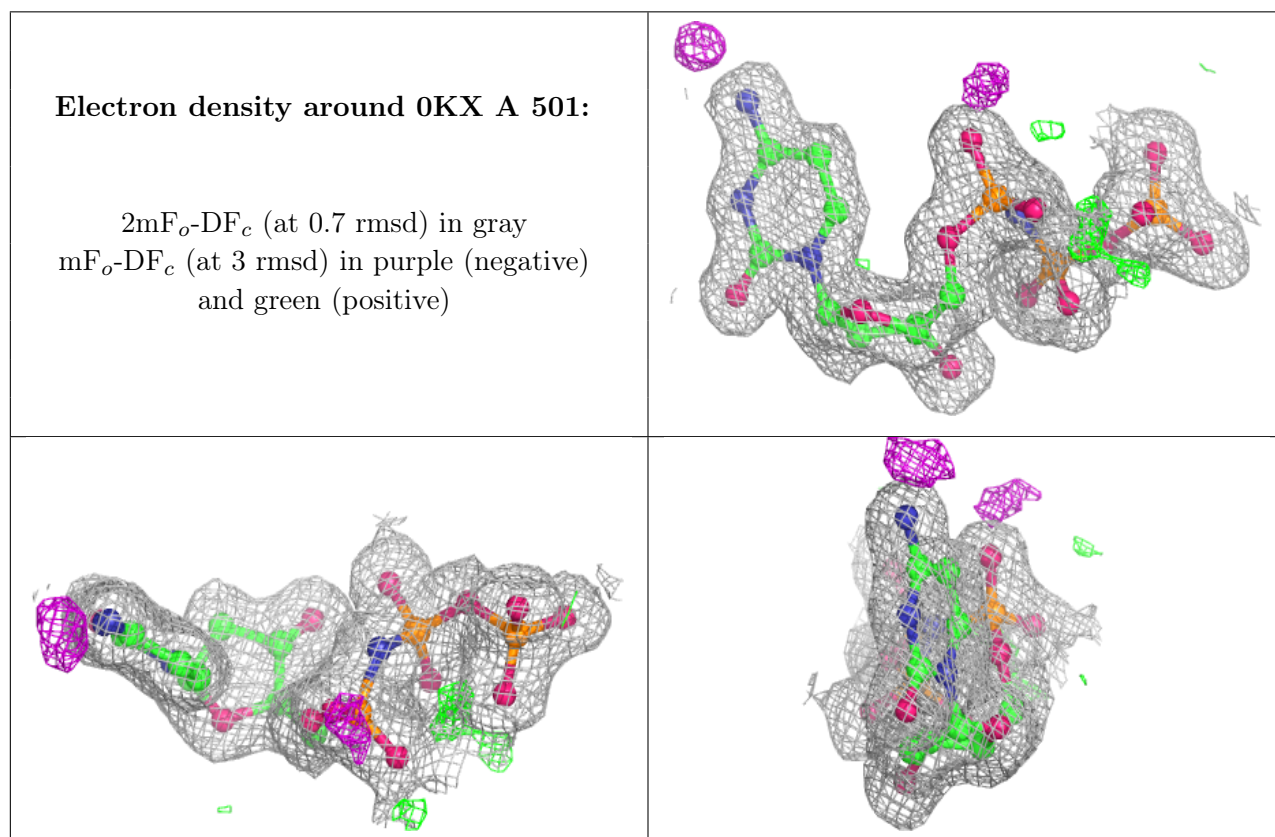 Electron density around 0KX A 501:
2mFₒ-DF𝒸 (at 0.7 rmsd) in gray
mFₒ-DF𝒸 (at 3 rmsd) in purple (negative)
and green (positive)